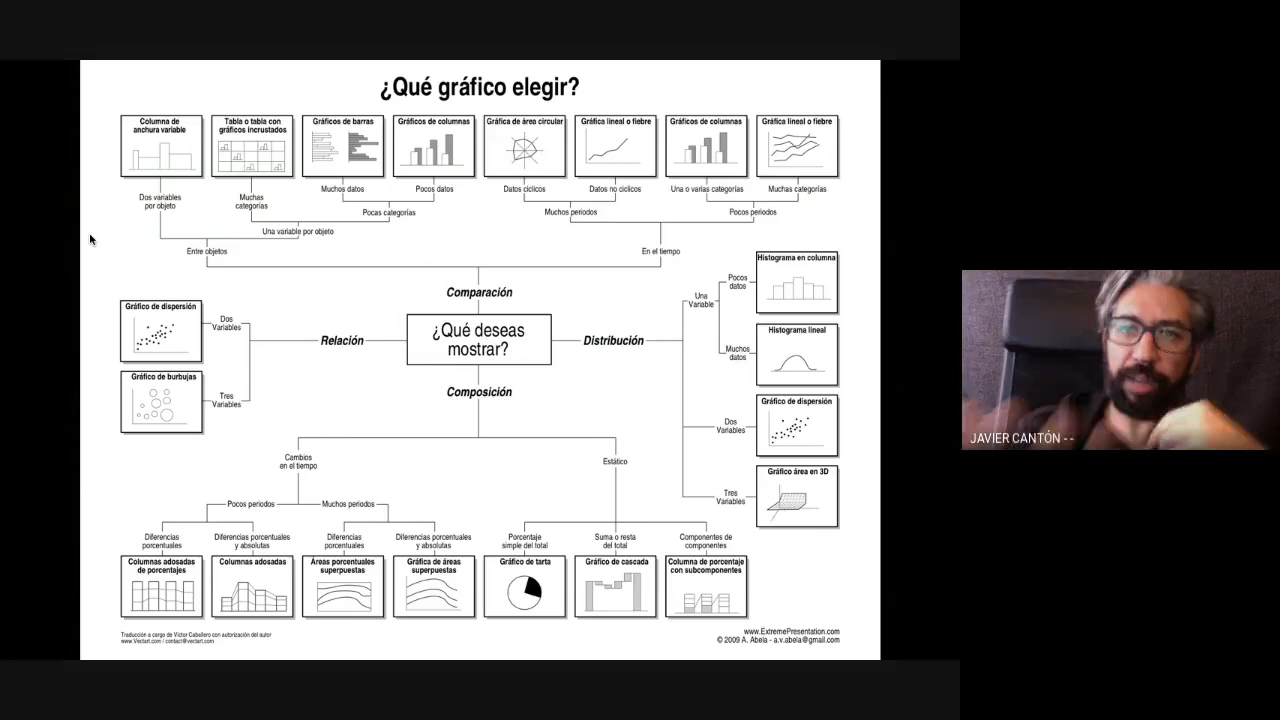 ¿Qué gráfico elegir?
Columna de
anchura variable
Tabla o tabla con
gráficos incrustados
Gráficos de barras
Gráficos de columnas
Gráfica de área circular
Gráfica lineal o fiebre
Gráficos de columnas
Gráfica lineal o fiebre
Dos variables
por objeto
Muchas
categorías
Muchos datos
Pocos datos
Datos cíclicos
Datos no cíclicos
Una o varias categorías
Muchas categorías
Pocas categorías
Muchos periodos
Pocos periodos
Una variable por objeto
Entre objetos
En el tiempo
Comparación
Gráfico de dispersión
Dos
Variables
Gráfico de burbujas
Tres
Variables
Relación
¿Qué deseas
mostrar?
Distribución
Una
Variable
Pocos
datos
Histograma en columna
Muchos
datos
Histograma lineal
Dos
Variables
Gráfico de dispersión
Tres
Variables
Gráfico área en 3D
Composición
Cambios
en el tiempo
Estático
Pocos periodos
Muchos periodos
Diferencias
porcentuales
Diferencias porcentuales
y absolutas
Diferencias
porcentuales
Diferencias porcentuales
y absolutas
Porcentaje
simple del total
Suma o resta
del total
Componentes de
componentes
Columnas adosadas
de porcentajes
Columnas adosadas
Áreas porcentuales
superpuestas
Gráfica de áreas
superpuestas
Gráfico de tarta
Gráfico de cascada
Columna de porcentaje
con subcomponentes
Traducción a cargo de Víctor Caballero con autorización del autor
www.Vectart.com / contact@vectart.com
www.ExtremePresentation.com
© 2009 A. Abela - a.v.abela@gmail.com
JAVIER CANTÓN - -